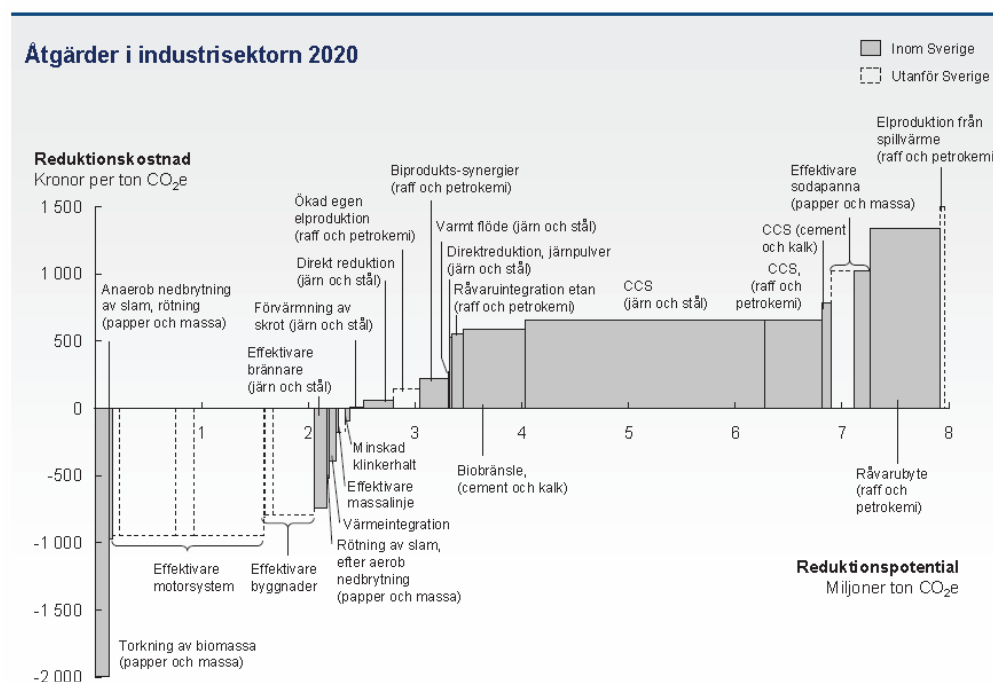 Åtgärder i industrisektorn 2020
Inom Sverige
Utanför Sverige
Reduktionskostnad
Kronor per ton CO₂e
1 500
1 000
500
0
-500
-1 000
-1 500
-2 000
1
2
3
4
5
6
7
8
Torkning av biomassa
(papper och massa)
Anaerob nedbrytning
av slam, rötning
(papper och massa)
Effektivare
motorsystem
Effektivare
byggnader
Effektivare
brännare
(järn och stål)
Rötning av slam,
efter aerob
nedbrytning
(papper och massa)
Värmeintegration
Effektivare
massalinje
Minskad
klinkerhalt
Förvärmning av
skrot (järn och stål)
Direkt reduktion
(järn och stål)
Ökad egen
elproduktion
(raff och petrokemi)
Biprodukts-synergier
(raff och petrokemi)
Varmt flöde (järn och stål)
Direktreduktion, järnpulver
(järn och stål)
Råvaruintegration etan
(raff och petrokemi)
Biobränsle,
(cement och kalk)
CCS
(järn och stål)
CCS,
(raff och
petrokemi)
CCS (cement
och kalk)
Effektivare
sodapanna
(papper och massa)
Råvarubyte
(raff och
petrokemi)
Elproduktion från
spillvärme
(raff och petrokemi)
Reduktionspotential
Miljoner ton CO₂e